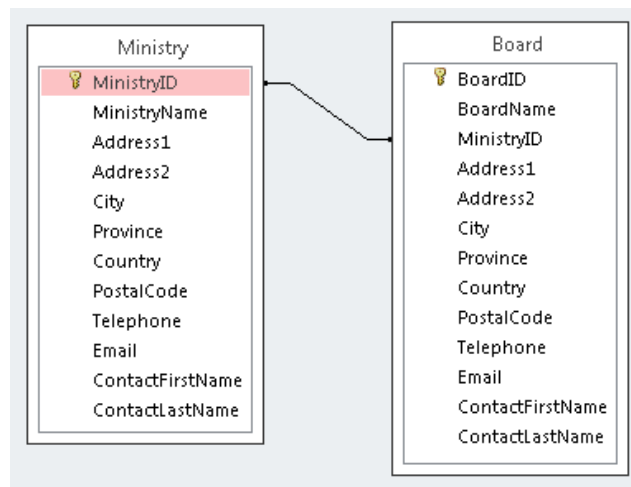 Ministry
MinistryID
MinistryName
Address1
Address2
City
Province
Country
PostalCode
Telephone
Email
ContactFirstName
ContactLastName
Board
BoardID
BoardName
MinistryID
Address1
Address2
City
Province
Country
PostalCode
Telephone
Email
ContactFirstName
ContactLastName